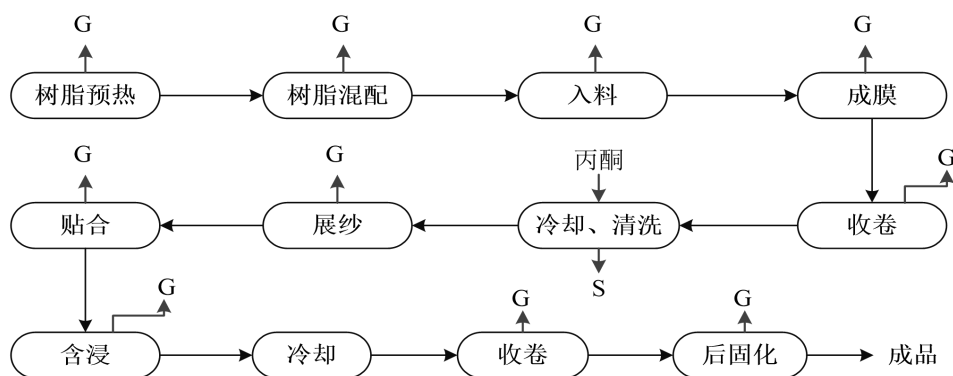 G G G G
树脂预热 树脂混配 入料 成膜
G G 丙酮 G
贴合 展纱 冷却、清洗 收卷
S
G G G
含浸 冷却 收卷 后固化 成品